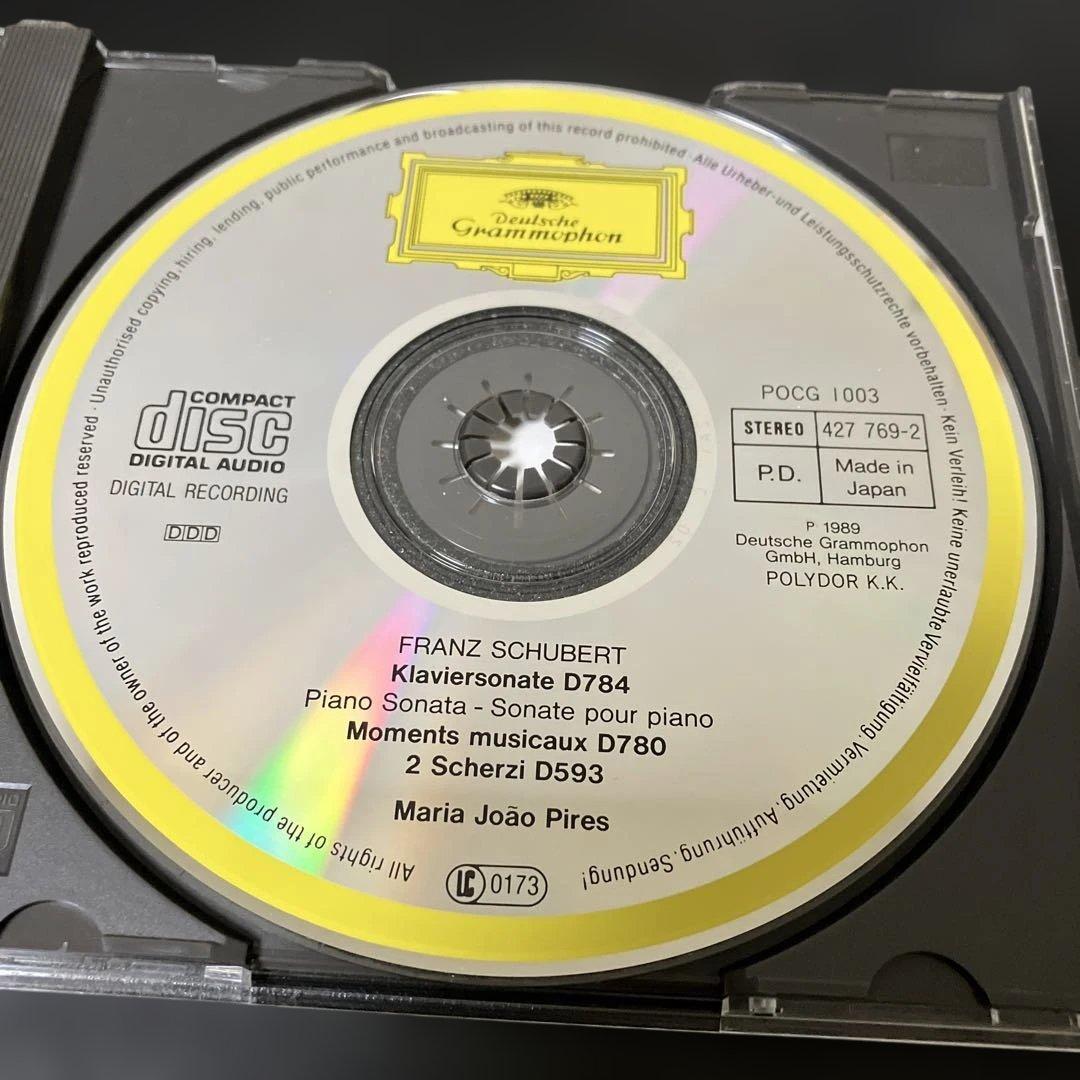 All rights of the producer and of the owner of the work reproduced reserved · Unauthorised copying, hiring, lending, public performance and broadcasting of this record prohibited · Alle Urheber- und Leistungsschutzrechte vorbehalten · Kein Verleih! Keine unerlaubte Vervielfältigung, Vermietung, Aufführung, Sendung!
Deutsche
Grammophon
COMPACT
disc
DIGITAL AUDIO
DIGITAL RECORDING
DDD
POCG 1003
STEREO 427 769-2
P.D. Made in
Japan
P 1989
Deutsche Grammophon
GmbH, Hamburg
POLYDOR K.K.
FRANZ SCHUBERT
Klaviersonate D784
Piano Sonata - Sonate pour piano
Moments musicaux D780
2 Scherzi D593
Maria João Pires
LC 0173